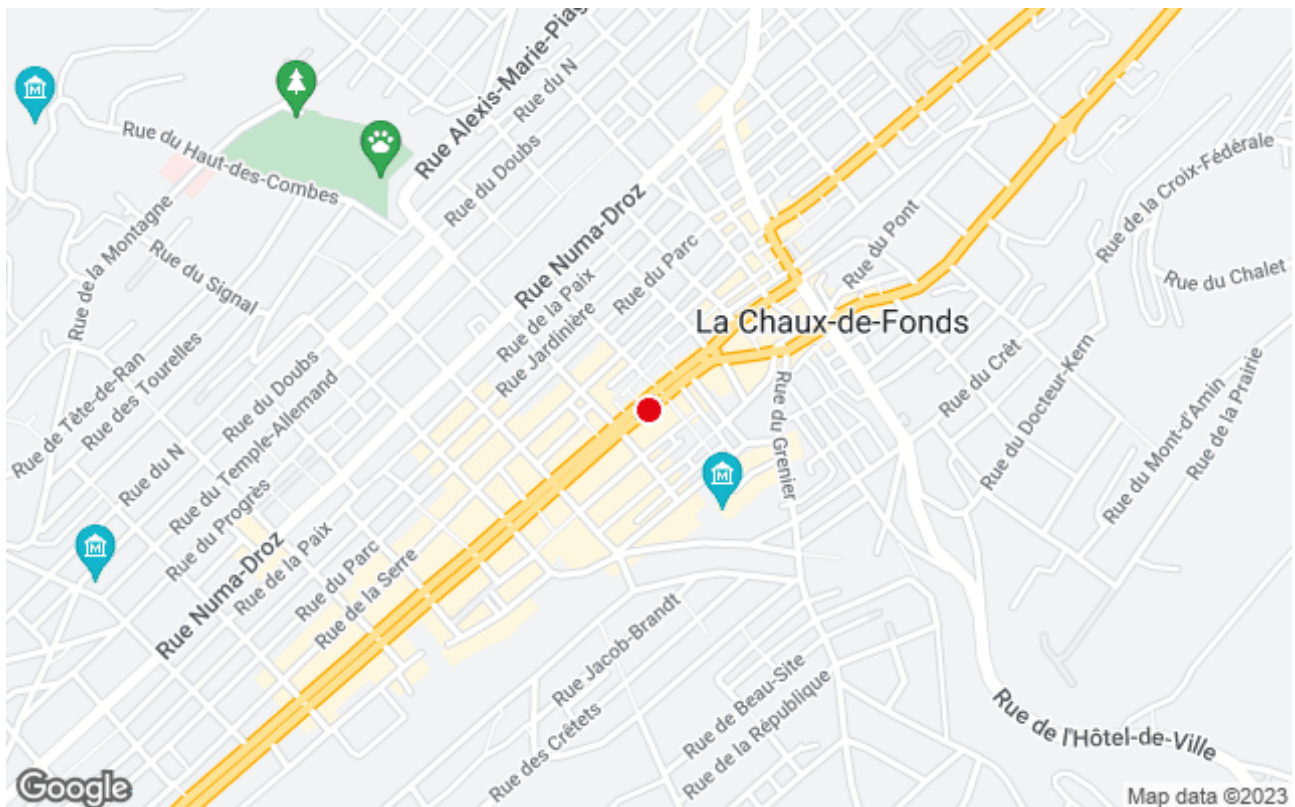 Rue Alexis-Marie-Piag
Rue du N
Rue du Haut-des-Combes
Rue du Doubs
Rue de la Croix-Fédérale
Rue de la Montagne
Rue Numa-Droz
Rue du Parc
Rue du Pont
Rue du Signal
Rue de la Paix
Rue du Chalet
Rue Jardinière
La Chaux-de-Fonds
Rue de Tête-de-Ran
Rue des Tourelles
Rue du Doubs
Rue du Crêt
Rue du Docteur-Kern
Rue du Temple-Allemand
Rue du Grenier
Rue du Mont-d'Amin
Rue de la Prairie
Rue du N
Rue du Progrès
Rue de la Paix
Rue Numa-Droz
Rue du Parc
Rue de la Serre
Rue Jacob-Brandt
Rue de Beau-Site
Rue de la République
Rue des Crêtets
Rue de l'Hôtel-de-Ville
Google
Map data ©2023